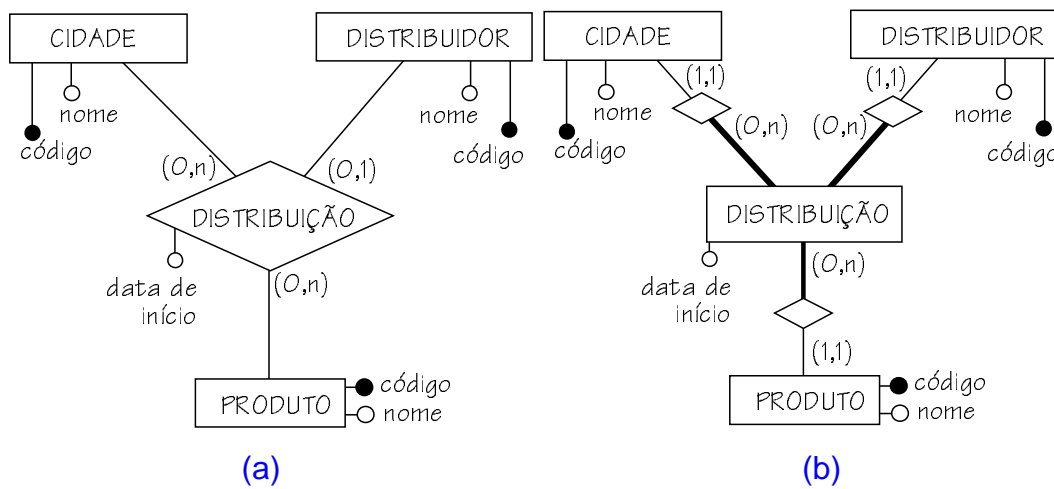 CIDADE
DISTRIBUIDOR
nome
código
nome
código
(0,n)
(0,1)
DISTRIBUIÇÃO
data de
início
(0,n)
PRODUTO
código
nome
(a)
CIDADE
DISTRIBUIDOR
(1,1)
(1,1)
nome
código
nome
código
(0,n)
(0,n)
DISTRIBUIÇÃO
data de
início
(0,n)
(1,1)
PRODUTO
código
nome
(b)